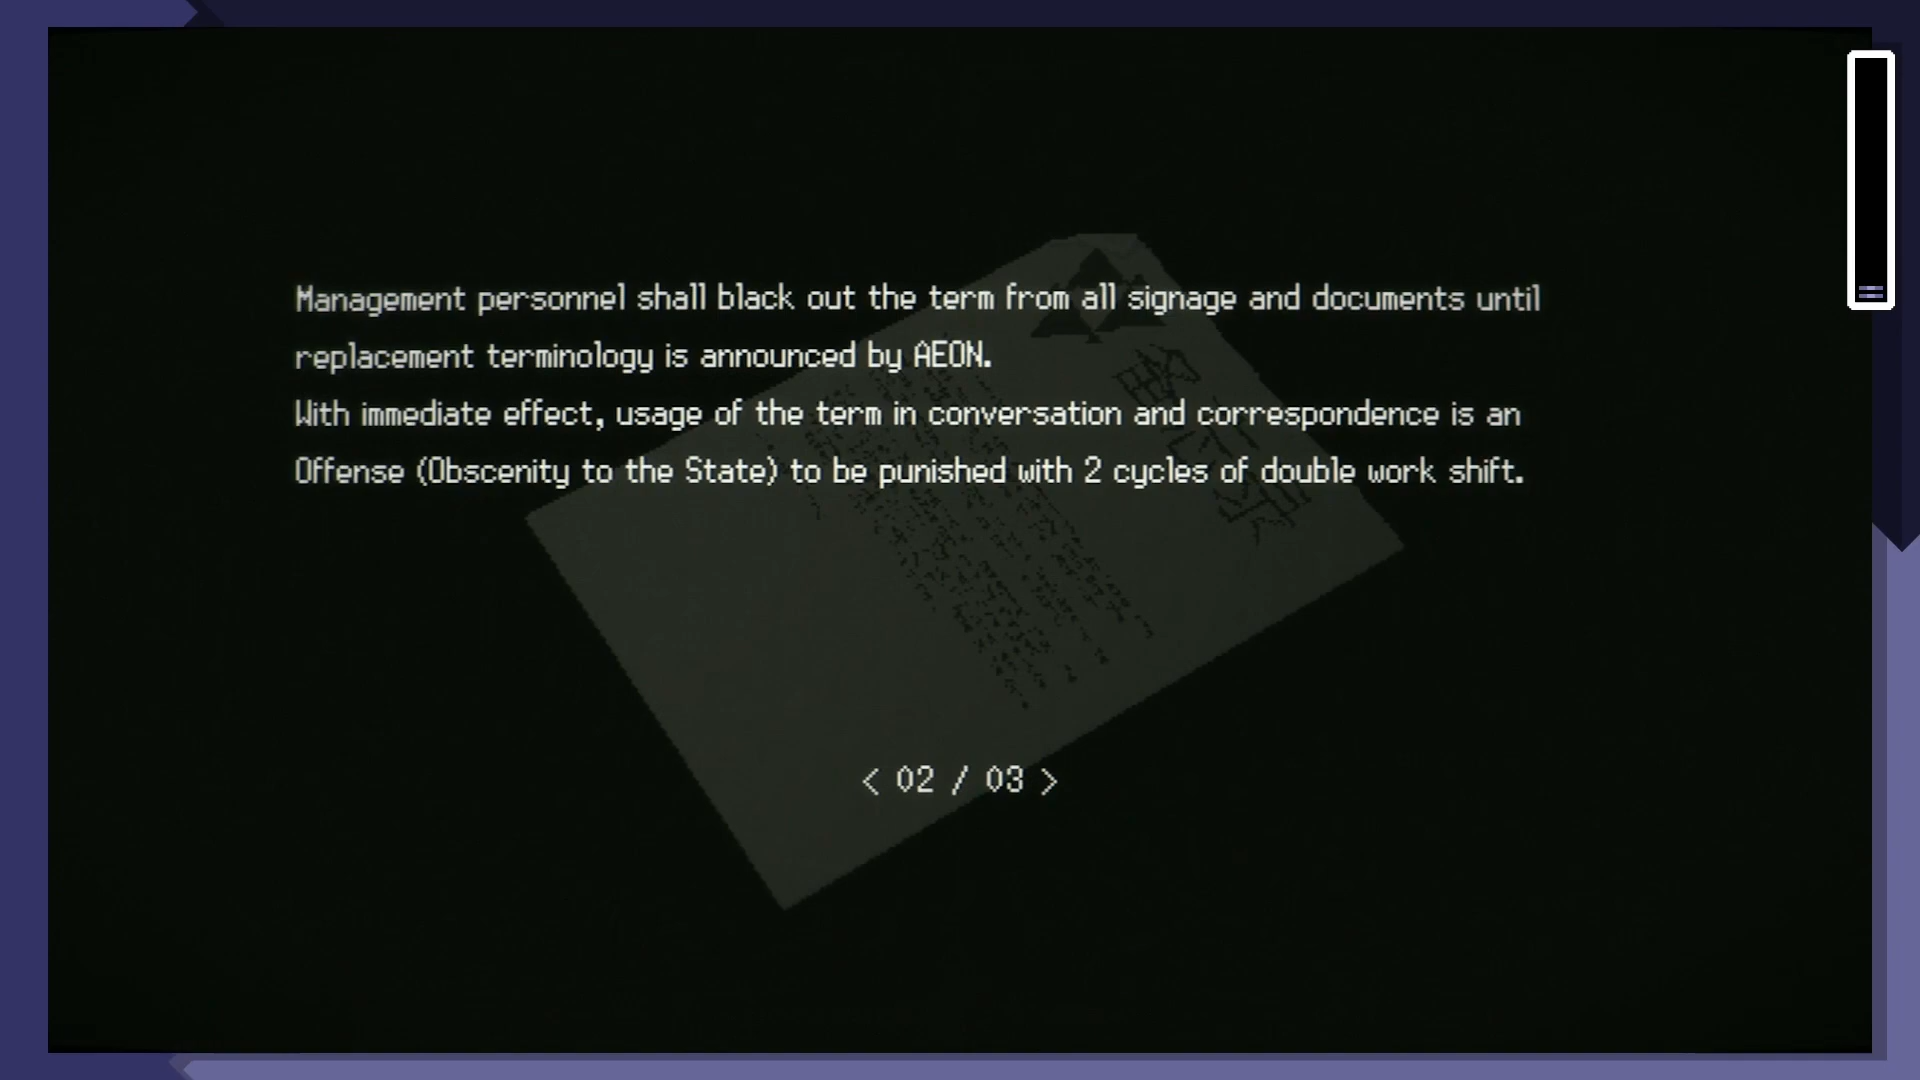 Management personnel shall black out the term from all signage and documents until
replacement terminology is announced by AEON.
With immediate effect, usage of the term in conversation and correspondence is an
Offense (Obscenity to the State) to be punished with 2 cycles of double work shift.
< 02 / 03 >